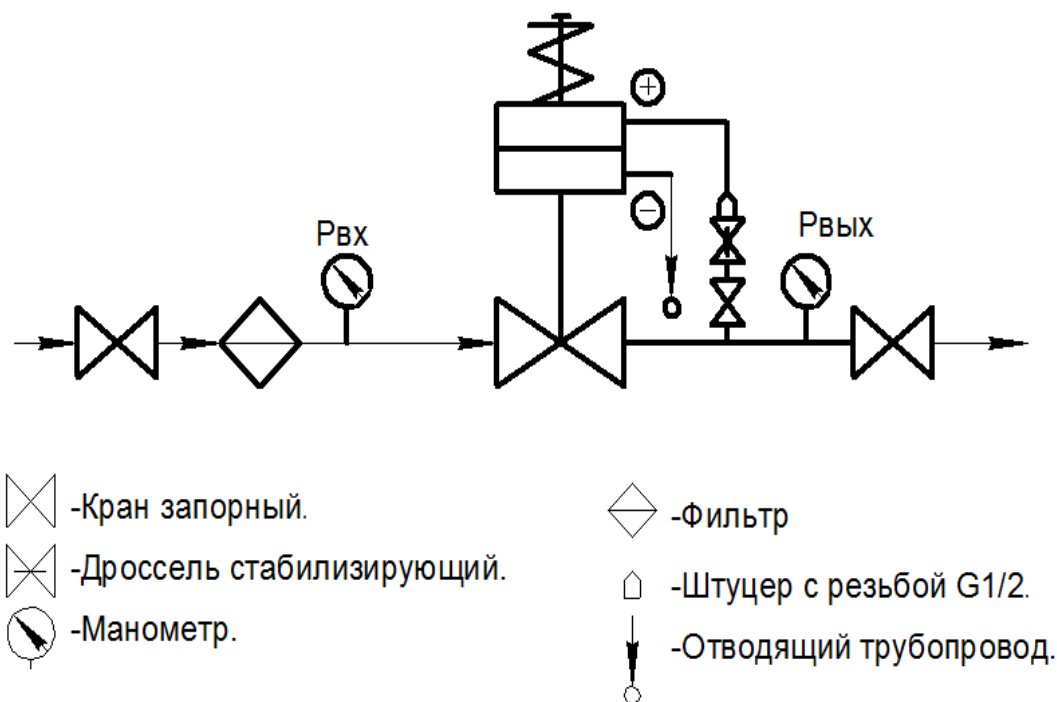 +
−
Рвх
Рвых
-Кран запорный.
-Дроссель стабилизирующий.
-Манометр.
-Фильтр
-Штуцер с резьбой G1/2.
-Отводящий трубопровод.